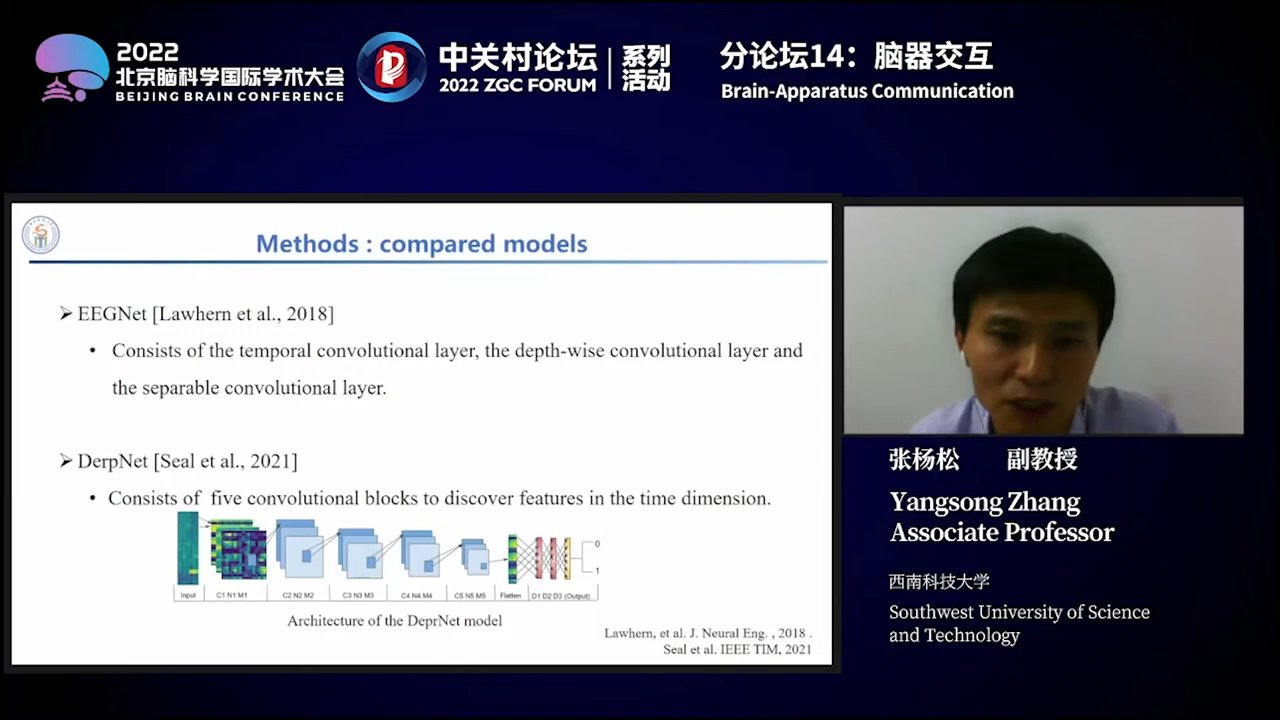 2022
北京脑科学国际学术大会
BEIJING BRAIN CONFERENCE
中关村论坛
2022 ZGC FORUM
系列
活动
分论坛14：脑器交互
Brain-Apparatus Communication
Methods : compared models
➢ EEGNet [Lawhern et al., 2018]
• Consists of the temporal convolutional layer, the depth-wise convolutional layer and
the separable convolutional layer.
➢ DerpNet [Seal et al., 2021]
• Consists of five convolutional blocks to discover features in the time dimension.
0
1
Input C1 N1 M1 C2 N2 M2 C3 N3 M3 C4 N4 M4 C5 N5 M5 Flatten D1 D2 D3 (Output)
Architecture of the DeprNet model
Lawhern, et al. J. Neural Eng. , 2018 .
Seal et al. IEEE TIM, 2021
张杨松 副教授
Yangsong Zhang
Associate Professor
西南科技大学
Southwest University of Science
and Technology